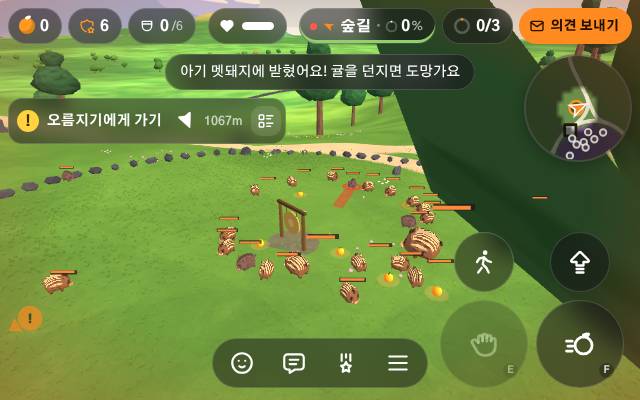 0
6
0/6
숲길 · 0%
0/3
의견 보내기
아기 멧돼지에 받혔어요! 귤을 던지면 도망가요
! 오름지기에게 가기 1067m
!
E
F